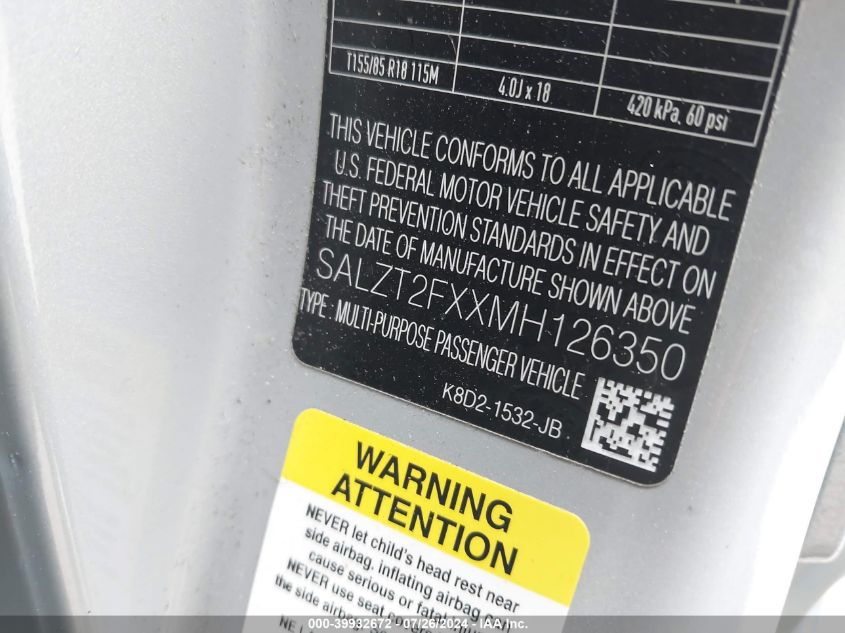 T155/85 R18 115M
4.0J x 18
420 kPa. 60 psi
THIS VEHICLE CONFORMS TO ALL APPLICABLE
U.S. FEDERAL MOTOR VEHICLE SAFETY AND
THEFT PREVENTION STANDARDS IN EFFECT ON
THE DATE OF MANUFACTURE SHOWN ABOVE
SALZT2FXXMH126350
TYPE : MULTI-PURPOSE PASSENGER VEHICLE
K8D2-1532-JB
WARNING
ATTENTION
NEVER let child's head rest near
side airbag. inflating airbag can
cause serious or fatal
NEVER use seat
the side airbag
000-39932672 - 07/26/2024 - IAA Inc.